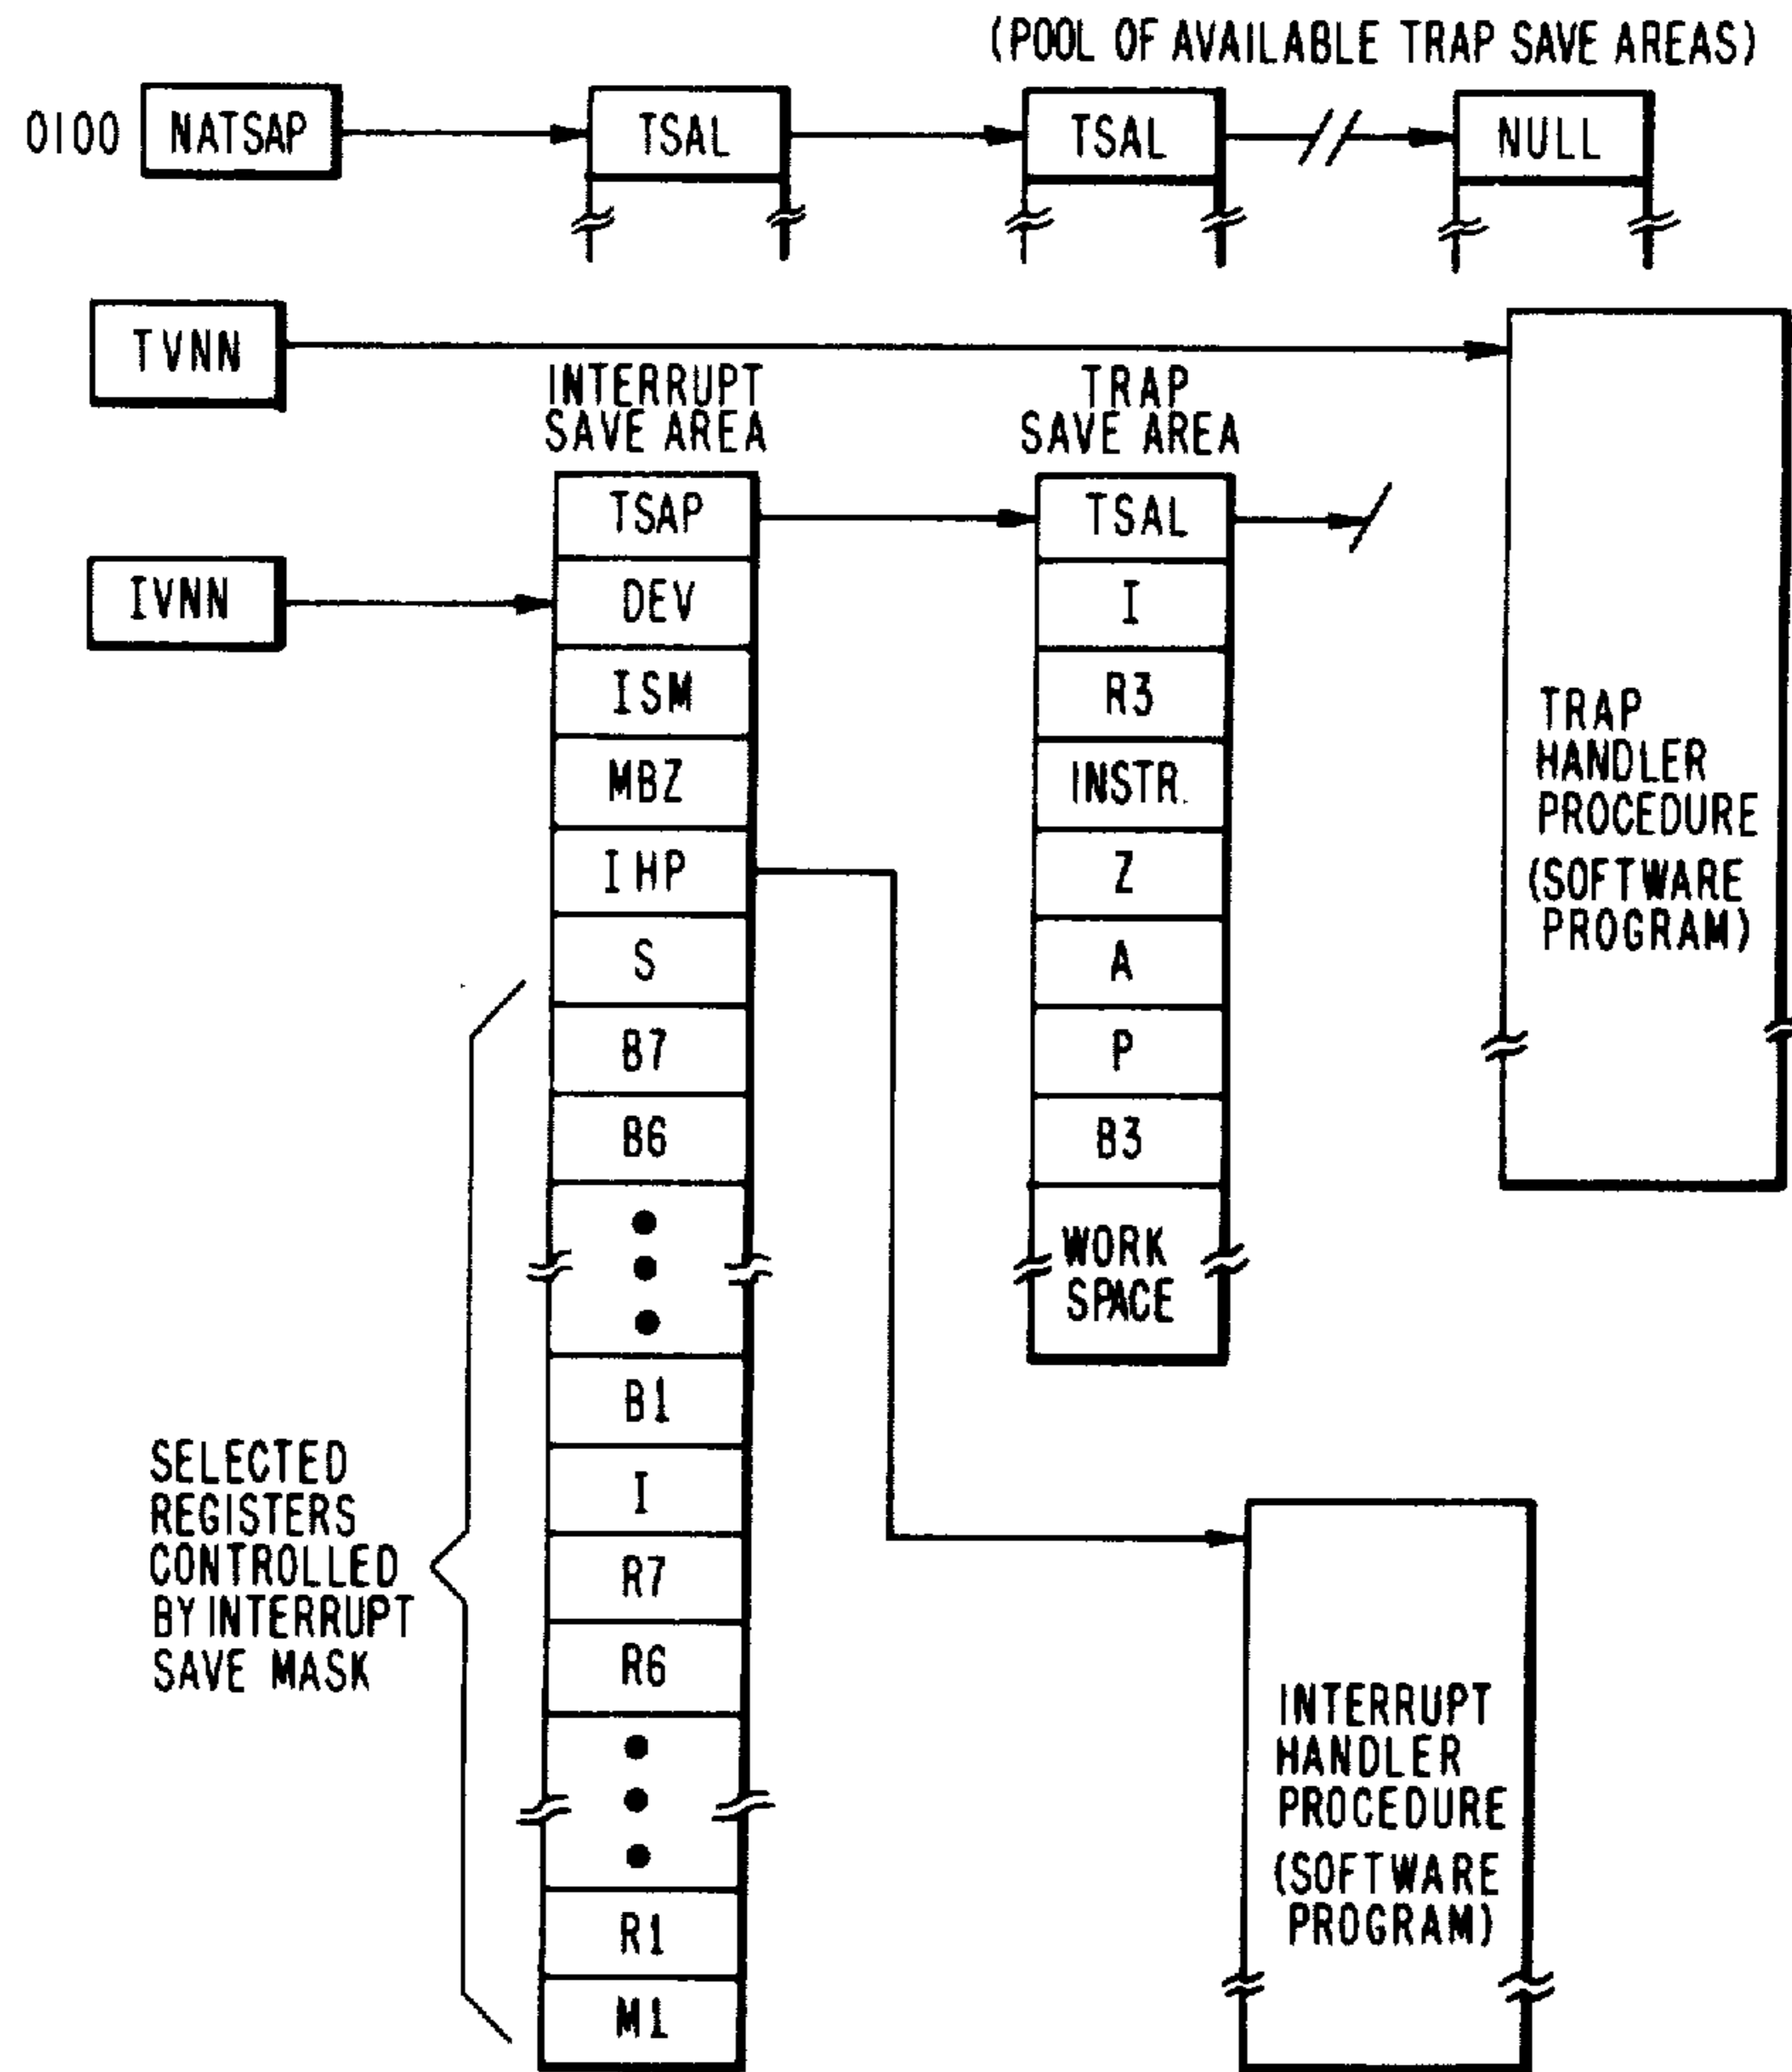 (POOL OF AVAILABLE TRAP SAVE AREAS)
0100 NATSAP TSAL TSAL NULL
TVNN
INTERRUPT
SAVE AREA
TRAP
SAVE AREA
IVNN
TSAP
DEV
ISM
MBZ
IHP
S
B7
B6
B1
I
R7
R6
R1
M1
TSAL
I
R3
INSTR.
Z
A
P
B3
WORK
SPACE
TRAP
HANDLER
PROCEDURE
(SOFTWARE
PROGRAM)
SELECTED
REGISTERS
CONTROLLED
BY INTERRUPT
SAVE MASK
INTERRUPT
HANDLER
PROCEDURE
(SOFTWARE
PROGRAM)